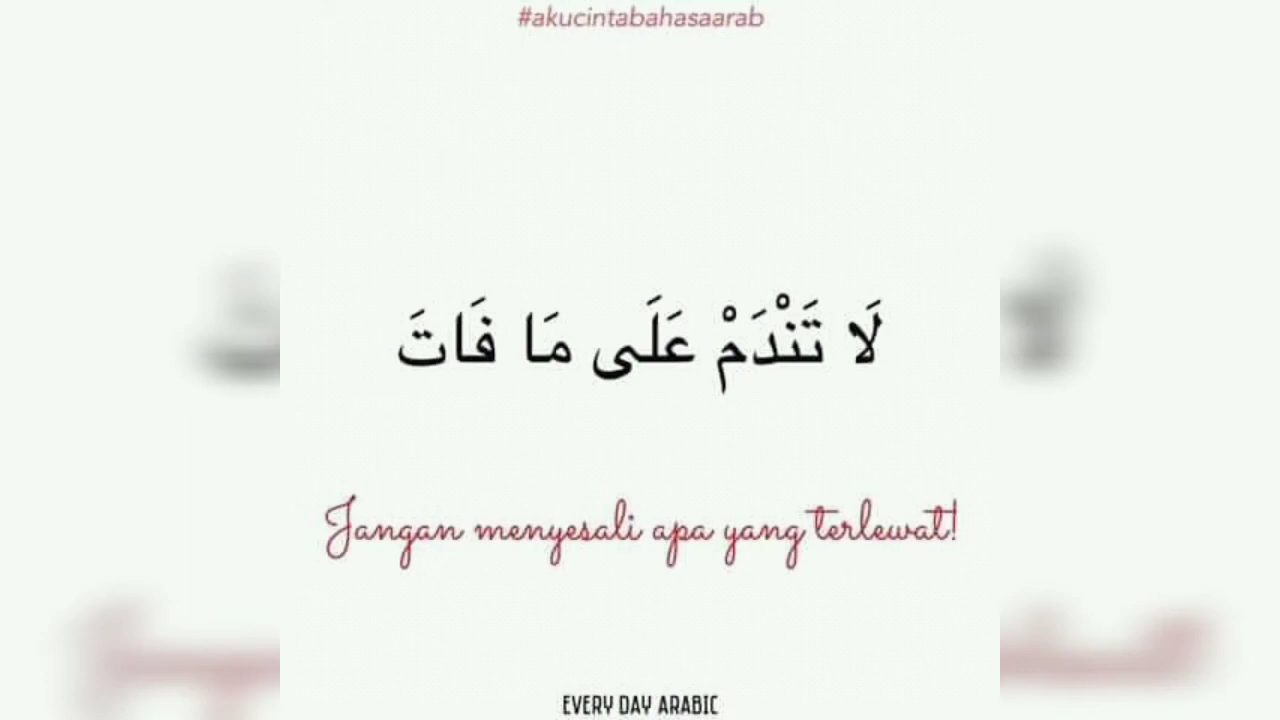 #akucintabahasaarab
لَا تَنْدَمْ عَلَى مَا فَاتَ
Jangan menyesali apa yang terlewat!
EVERY DAY ARABIC